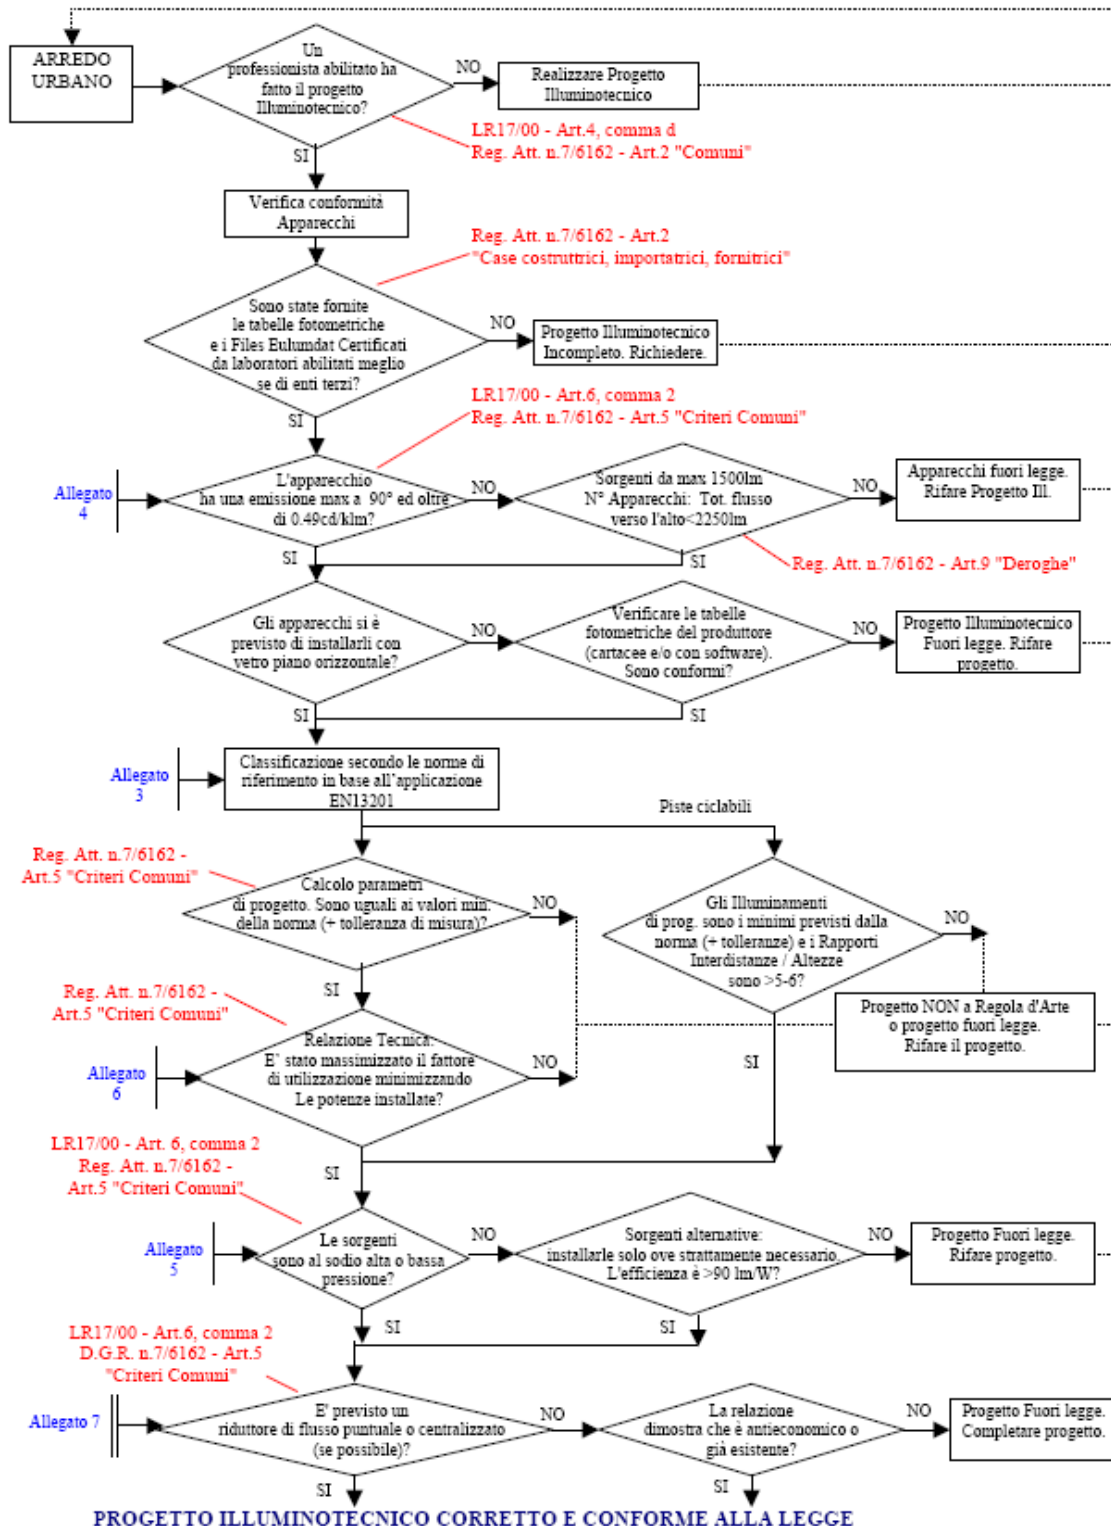 ARREDO
URBANO
Un
professionista abilitato ha
fatto il progetto
Illuminotecnico?
NO
Realizzare Progetto
Illuminotecnico
LR17/00 - Art.4, comma d
Reg. Att. n.7/6162 - Art.2 "Comuni"
SI
Verifica conformità
Apparecchi
Reg. Att. n.7/6162 - Art.2
"Case costruttrici, importatrici, fornitrici"
Sono state fornite
le tabelle fotometriche
e i Files Eulumdat Certificati
da laboratori abilitati meglio
se di enti terzi?
NO
Progetto Illuminotecnico
Incompleto. Richiedere.
SI
LR17/00 - Art.6, comma 2
Reg. Att. n.7/6162 - Art.5 "Criteri Comuni"
Allegato
4
L'apparecchio
ha una emissione max a 90° ed oltre
di 0.49cd/klm?
NO
Sorgenti da max 1500lm
N° Apparecchi: Tot. flusso
verso l'alto<2250lm
NO
Apparecchi fuori legge.
Rifare Progetto Ill.
SI
SI
Reg. Att. n.7/6162 - Art.9 "Deroghe"
Gli apparecchi si è
previsto di installarli con
vetro piano orizzontale?
NO
Verificare le tabelle
fotometriche del produttore
(cartacee e/o con software).
Sono conformi?
NO
Progetto Illuminotecnico
Fuori legge. Rifare
progetto.
SI
SI
Allegato
3
Classificazione secondo le norme di
riferimento in base all'applicazione
EN13201
Piste ciclabili
Reg. Att. n.7/6162 -
Art.5 "Criteri Comuni"
Calcolo parametri
di progetto. Sono uguali ai valori min.
della norma (+ tolleranza di misura)?
NO
Gli Illuminamenti
di prog. sono i minimi previsti dalla
norma (+ tolleranze) e i Rapporti
Interdistanze / Altezze
sono >5-6?
NO
SI
Reg. Att. n.7/6162 -
Art.5 "Criteri Comuni"
Progetto NON a Regola d'Arte
o progetto fuori legge.
Rifare il progetto.
Allegato
6
Relazione Tecnica:
E' stato massimizzato il fattore
di utilizzazione minimizzando
Le potenze installate?
NO
SI
LR17/00 - Art. 6, comma 2
Reg. Att. n.7/6162 -
Art.5 "Criteri Comuni"
SI
Allegato
5
Le sorgenti
sono al sodio alta o bassa
pressione?
NO
Sorgenti alternative:
installarle solo ove strattamente necessario.
L'efficienza è >90 lm/W?
NO
Progetto Fuori legge.
Rifare progetto.
SI
SI
LR17/00 - Art.6, comma 2
D.G.R. n.7/6162 - Art.5
"Criteri Comuni"
Allegato 7
E' previsto un
riduttore di flusso puntuale o centralizzato
(se possibile)?
NO
La relazione
dimostra che è antieconomico o
già esistente?
NO
Progetto Fuori legge.
Completare progetto.
SI
SI
PROGETTO ILLUMINOTECNICO CORRETTO E CONFORME ALLA LEGGE